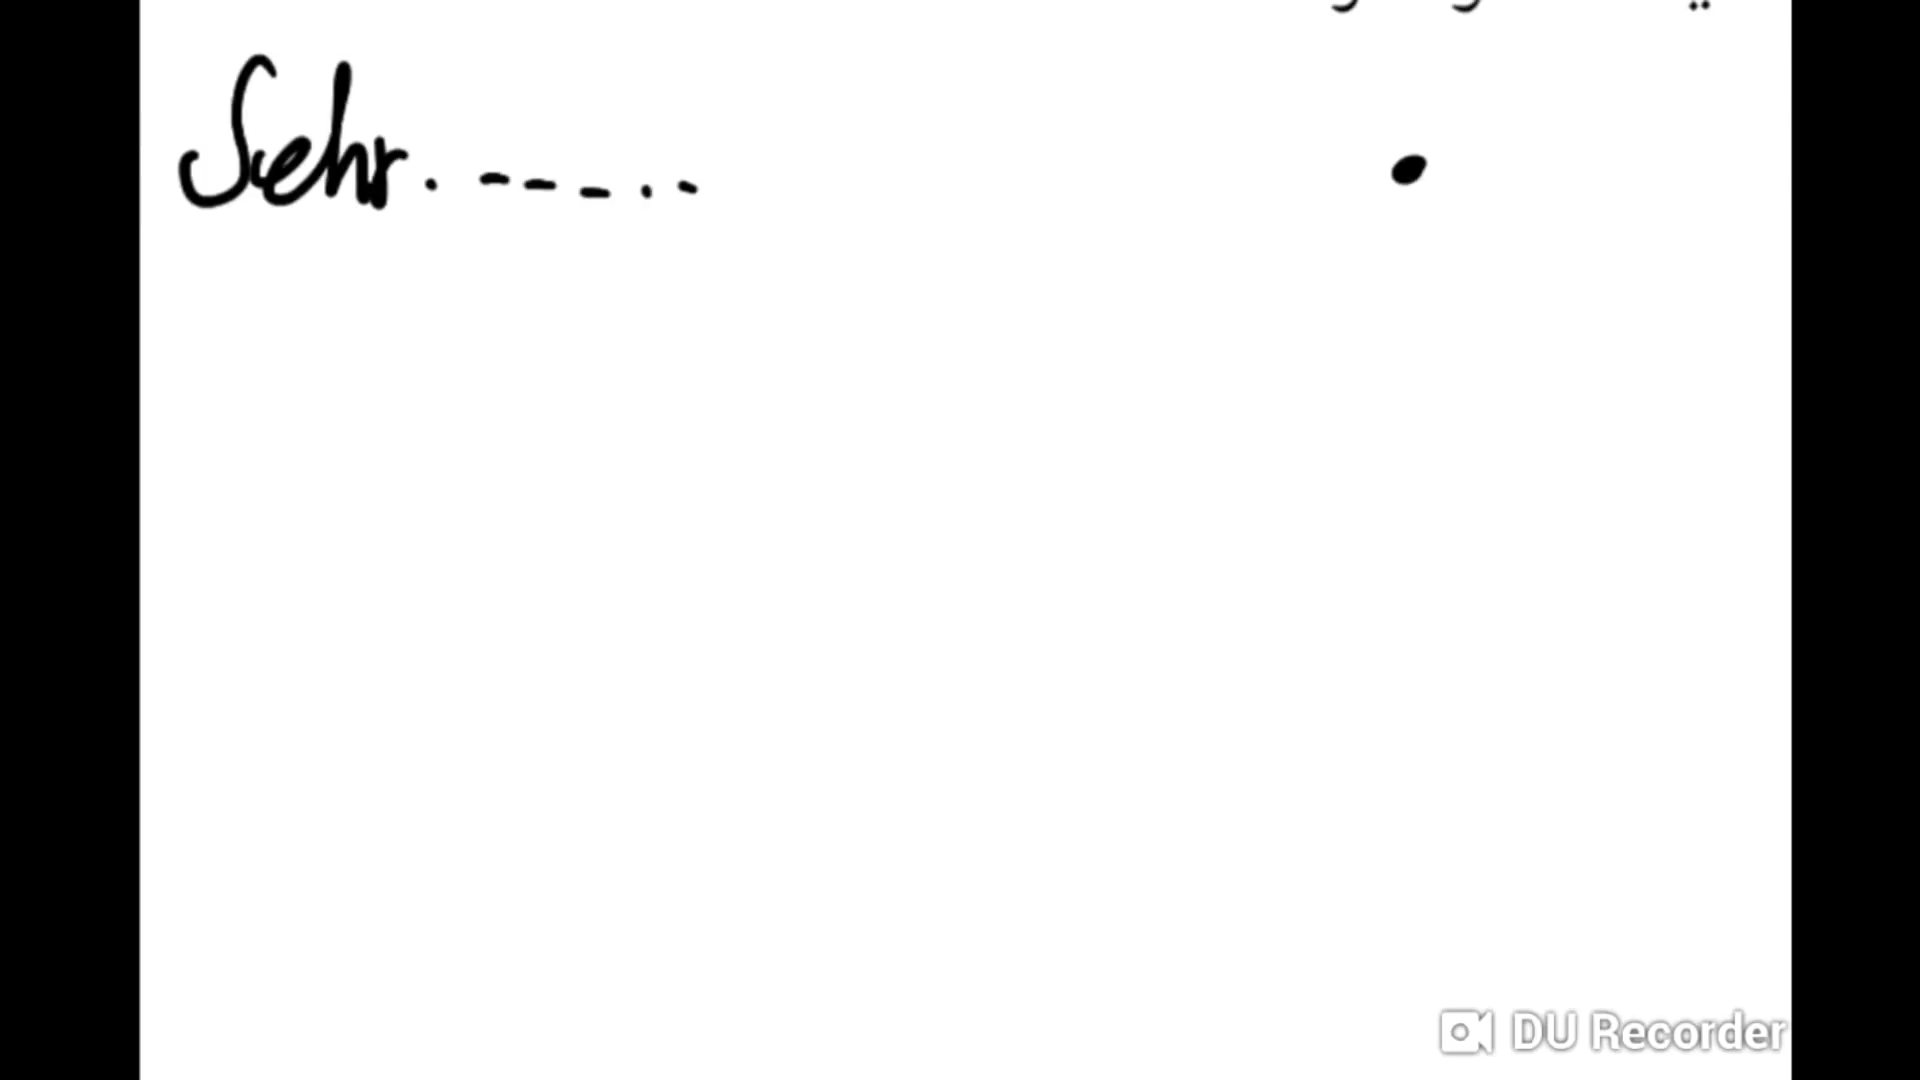 Sehr. - - - - . -
DU Recorder